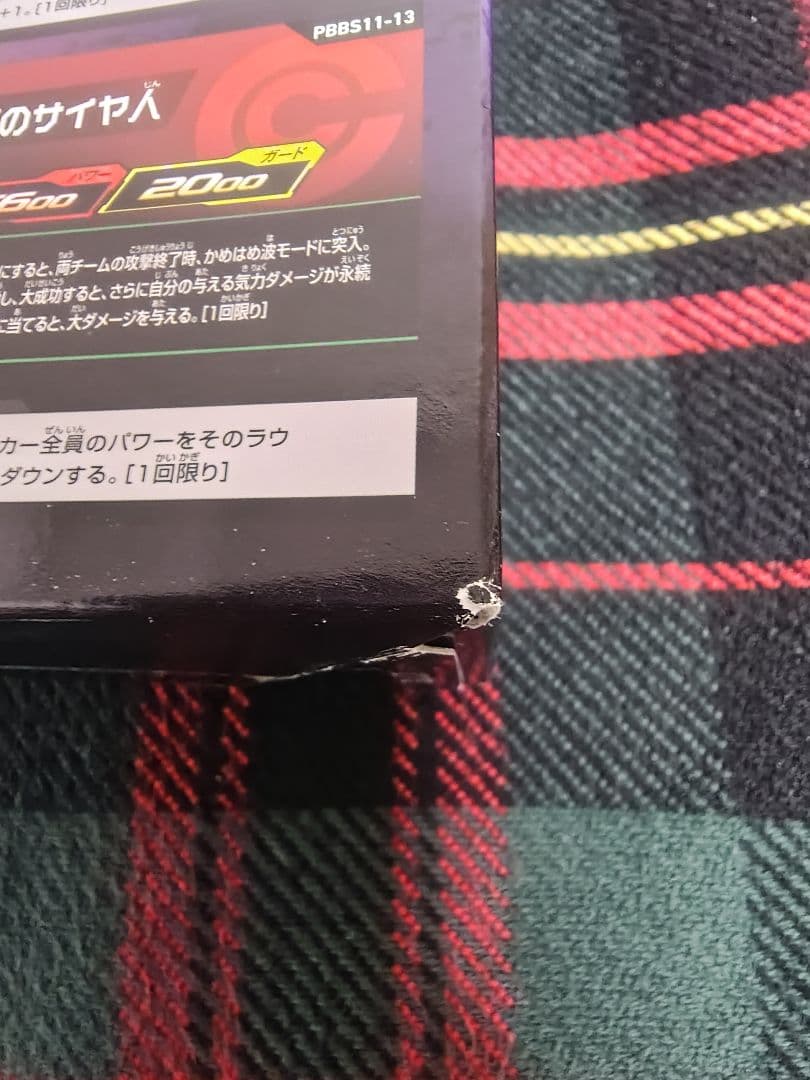 +1。[1回限り]
PBBS11-13
のサイヤ人
じん
パワー
ガード
600
2000
にすると、両チームの攻撃終了時、かめはめ波モードに突入。
し、大成功すると、さらに自分の与える気力ダメージが永続
に当てると、大ダメージを与える。[1回限り]
カー全員のパワーをそのラウ
ダウンする。[1回限り]